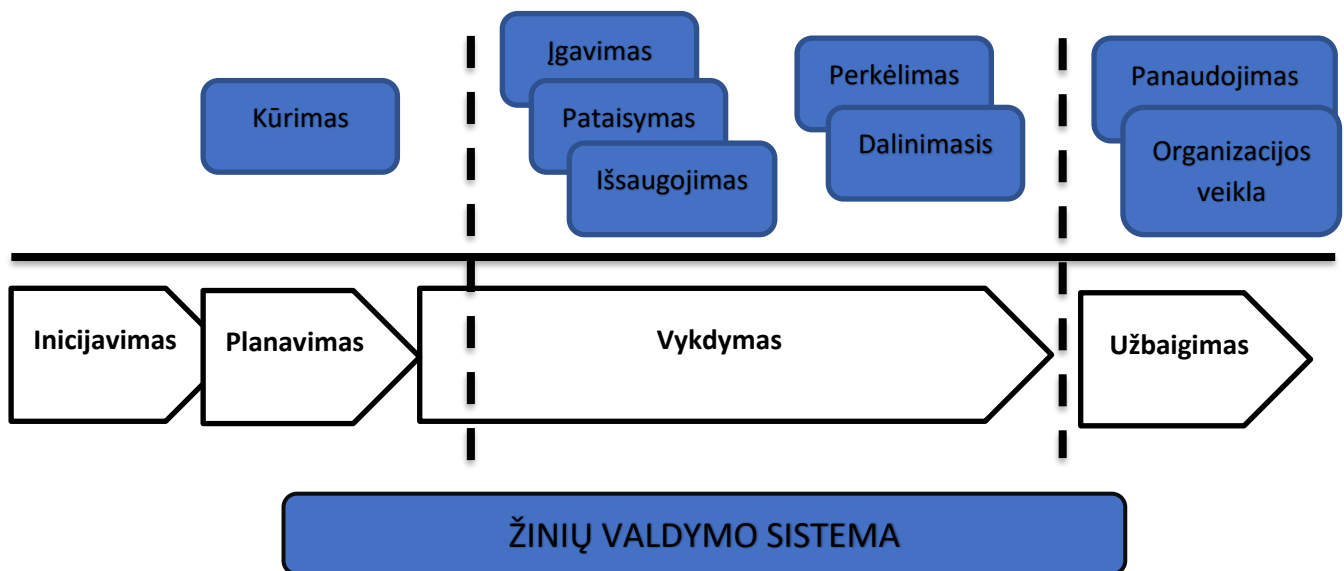 Kūrimas
Įgavimas
Pataisymas
Išsaugojimas
Perkėlimas
Dalinimasis
Panaudojimas
Organizacijos
veikla
Inicijavimas
Planavimas
Vykdymas
Užbaigimas
ŽINIŲ VALDYMO SISTEMA